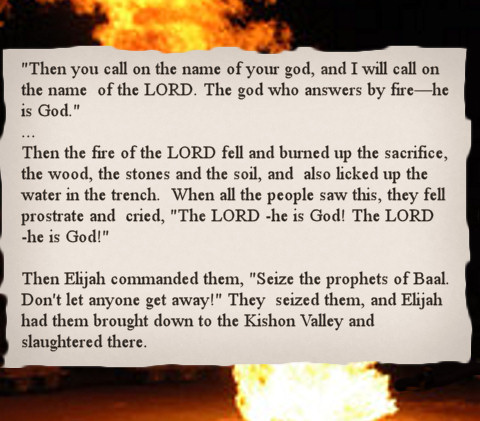 "Then you call on the name of your god, and I will call on
the name of the LORD. The god who answers by fire—he
is God."
...
Then the fire of the LORD fell and burned up the sacrifice,
the wood, the stones and the soil, and also licked up the
water in the trench. When all the people saw this, they fell
prostrate and cried, "The LORD -he is God! The LORD
-he is God!"
Then Elijah commanded them, "Seize the prophets of Baal.
Don't let anyone get away!" They seized them, and Elijah
had them brought down to the Kishon Valley and
slaughtered there.